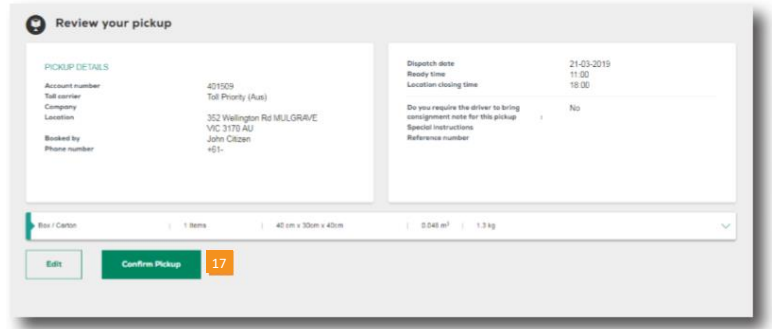 Review your pickup
PICKUP DETAILS
Account number 401509
Toll carrier Toll Priority (Aus)
Company
Location 352 Wellington Rd MULGRAVE
VIC 3170 AU
Booked by John Citizen
Phone number +61-
Dispatch date 21-03-2019
Ready time 11:00
Location closing time 18:00
Do you require the driver to bring No
consignment note for this pickup
Special instructions
Reference number
Box / Carton | 1 Items | 40 cm x 30cm x 40cm | 0.048 m³ | 1.3 kg
Edit
Confirm Pickup
17